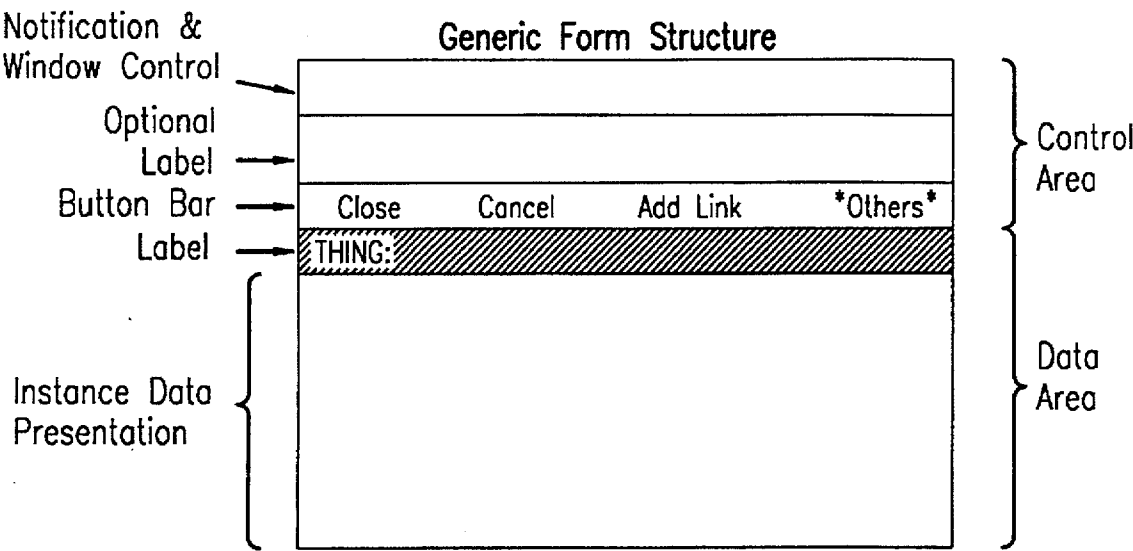 Generic Form Structure
Notification &
Window Control
Optional
Label
Button Bar
Label
Close Cancel Add Link *Others*
THING:
Instance Data
Presentation
Control
Area
Data
Area